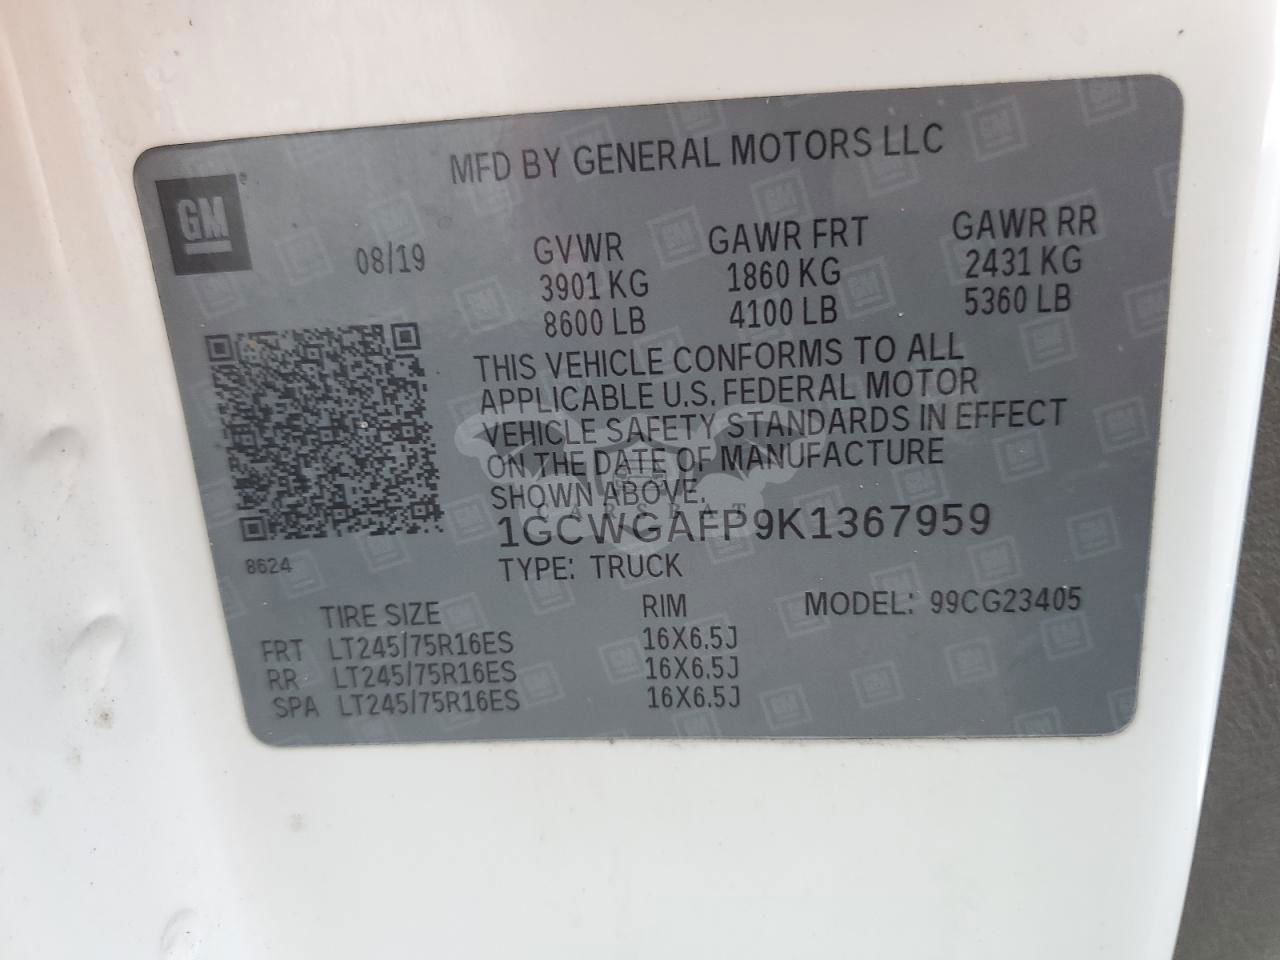 MFD BY GENERAL MOTORS LLC
GM
08/19
GVWR GAWR FRT GAWR RR
3901 KG 1860 KG 2431 KG
8600 LB 4100 LB 5360 LB
THIS VEHICLE CONFORMS TO ALL
APPLICABLE U.S. FEDERAL MOTOR
VEHICLE SAFETY STANDARDS IN EFFECT
ON THE DATE OF MANUFACTURE
SHOWN ABOVE.
CARSBAT
1GCWGAFP9K1367959
8624
TYPE: TRUCK
TIRE SIZE RIM MODEL: 99CG23405
FRT LT245/75R16ES 16X6.5J
RR LT245/75R16ES 16X6.5J
SPA LT245/75R16ES 16X6.5J